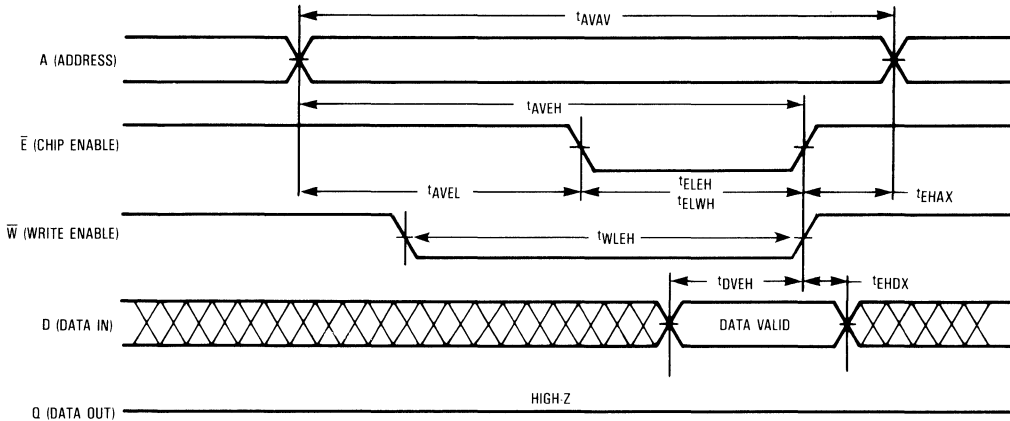 tAVAV
A (ADDRESS)
tAVEH
E̅ (CHIP ENABLE)
tAVEL
tELEH
tELWH
tEHAX
W̅ (WRITE ENABLE)
tWLEH
tDVEH
tEHDX
D (DATA IN)
DATA VALID
HIGH-Z
Q (DATA OUT)